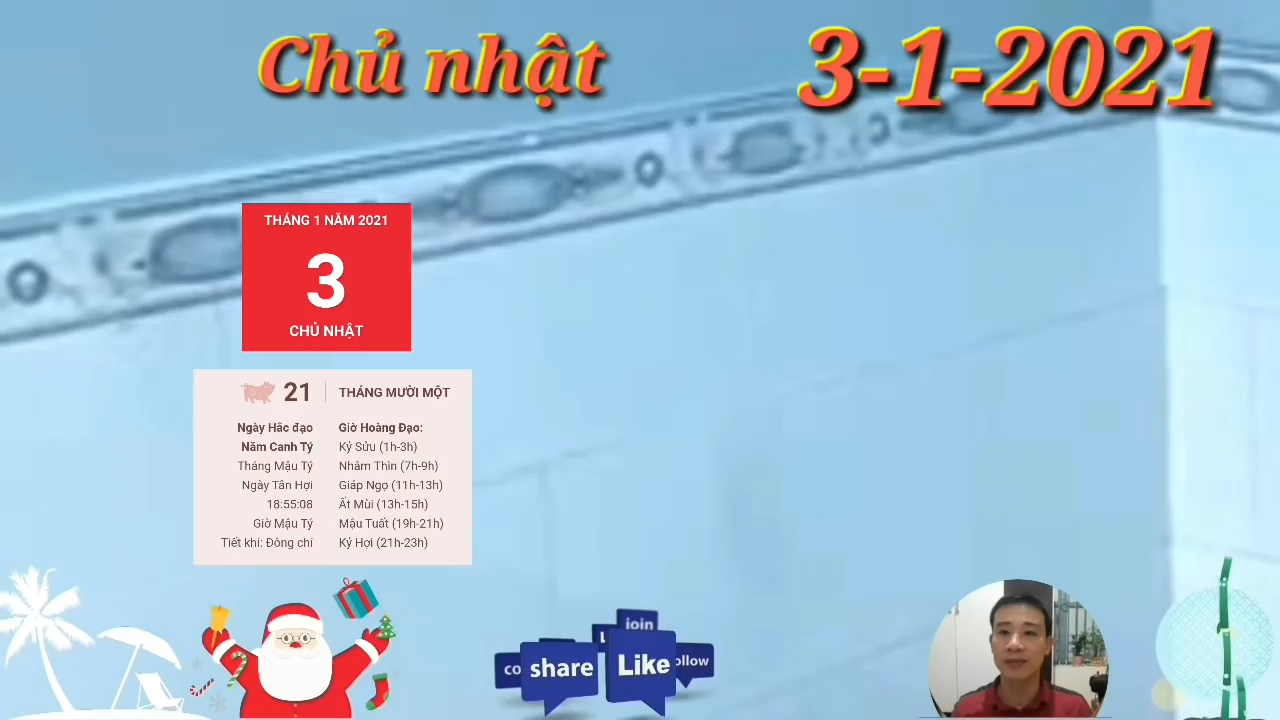 Chủ nhật
3-1-2021
THÁNG 1 NĂM 2021
3
CHỦ NHẬT
21
THÁNG MƯỜI MỘT
Ngày Hắc đạo
Năm Canh Tý
Tháng Mậu Tý
Ngày Tân Hợi
18:55:08
Giờ Mậu Tý
Tiết khí: Đông chí
Giờ Hoàng Đạo:
Kỷ Sửu (1h-3h)
Nhâm Thìn (7h-9h)
Giáp Ngọ (11h-13h)
Ất Mùi (13h-15h)
Mậu Tuất (19h-21h)
Kỷ Hợi (21h-23h)
join
co
share
L
Like
ollow